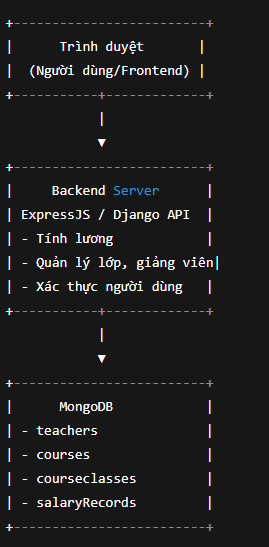 +-------------------------+
|      Trình duyệt       |
|  (Người dùng/Frontend) |
+-----------+-------------+
            |
            ▼
+-------------------------+
|     Backend Server      |
| ExpressJS / Django API  |
| - Tính lương            |
| - Quản lý lớp, giảng viên|
| - Xác thực người dùng   |
+-----------+-------------+
            |
            ▼
+-------------------------+
|      MongoDB            |
| - teachers              |
| - courses               |
| - courseclasses         |
| - salaryRecords         |
+-------------------------+